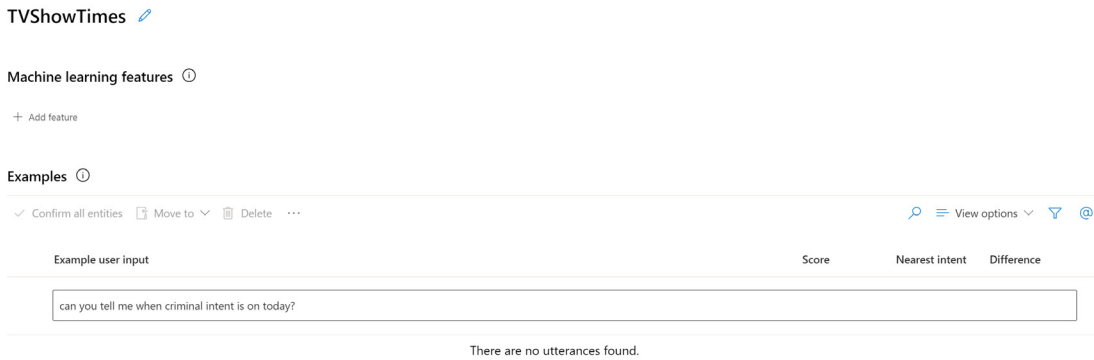 TVShowTimes
Machine learning features
Add feature
Examples
Confirm all entities Move to Delete ...
View options @
Example user input Score Nearest intent Difference
can you tell me when criminal intent is on today?
There are no utterances found.